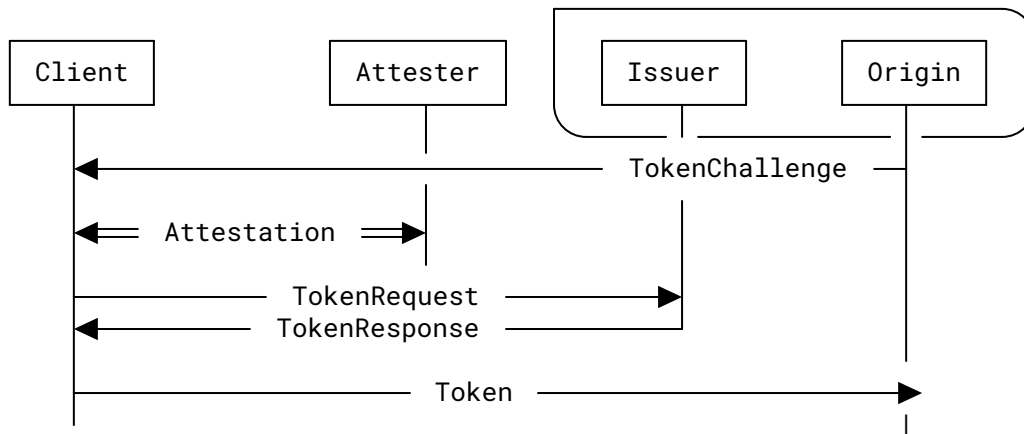 Client Attester Issuer Origin
TokenChallenge
Attestation
TokenRequest
TokenResponse
Token